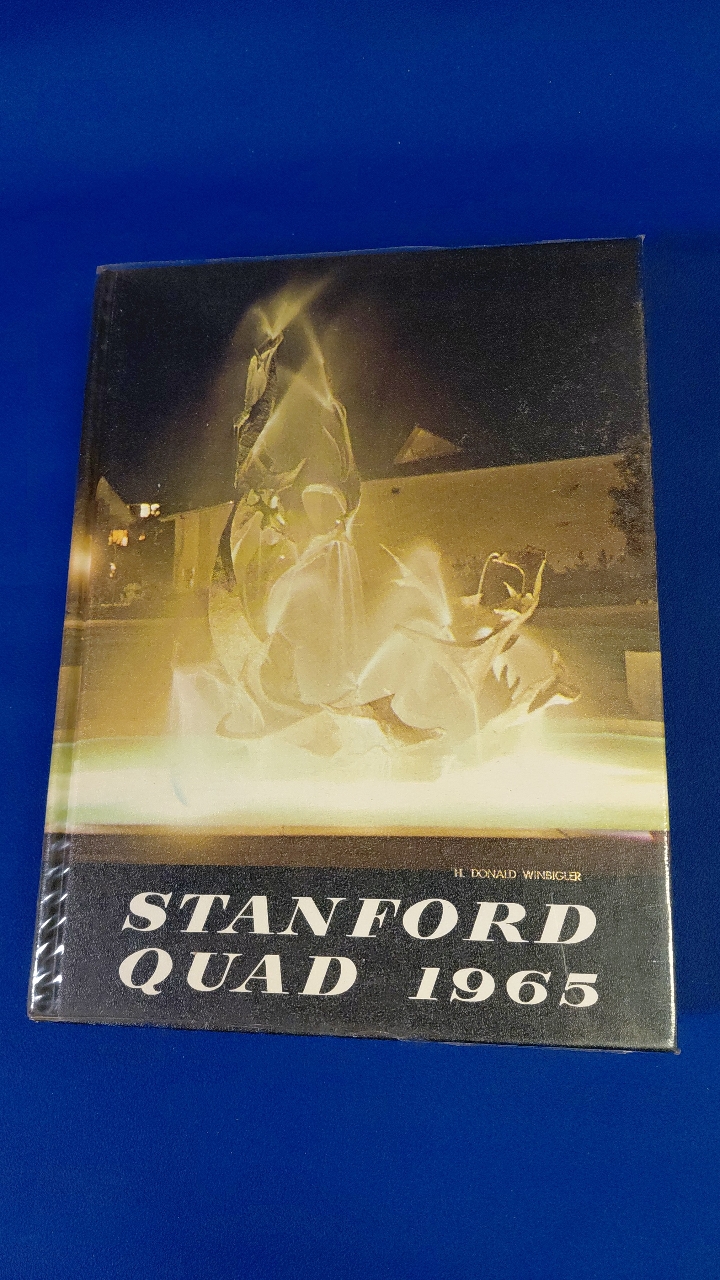 H. DONALD WINBIGLER
STANFORD
QUAD 1965